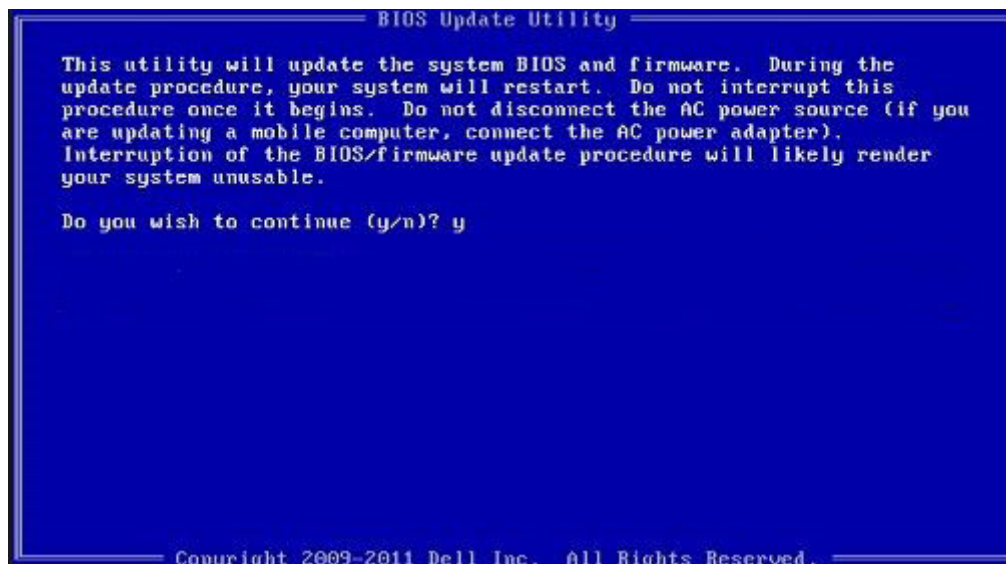 BIOS Update Utility
This utility will update the system BIOS and firmware. During the
update procedure, your system will restart. Do not interrupt this
procedure once it begins. Do not disconnect the AC power source (if you
are updating a mobile computer, connect the AC power adapter).
Interruption of the BIOS/firmware update procedure will likely render
your system unusable.
Do you wish to continue (y/n)? y
Copyright 2009-2011 Dell Inc. All Rights Reserved.